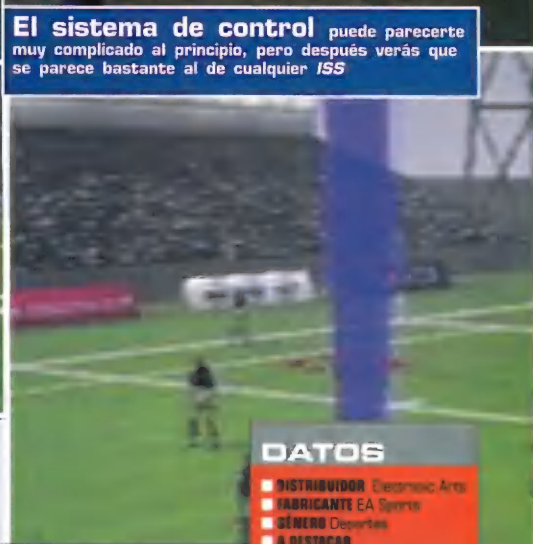 El sistema de control puede parecerte
muy complicado al principio, pero después verás que
se parece bastante al de cualquier ISS
DATOS
DISTRIBUIDOR Electronic Arts
FABRICANTE EA Sports
GÉNERO Deportes
A DESTACAR